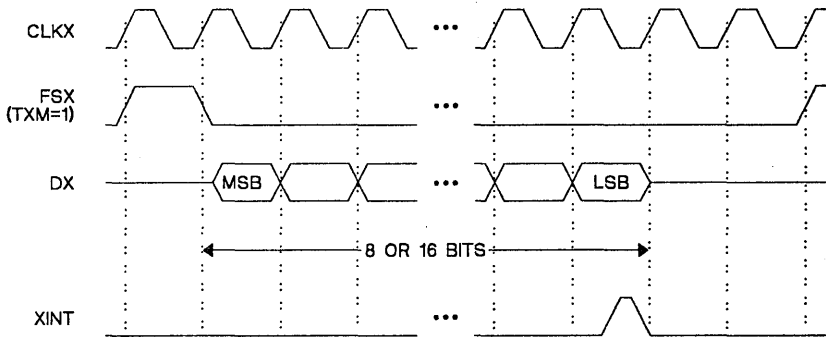 CLKX
•••
FSX
(TXM=1)
•••
DX
MSB
•••
LSB
8 OR 16 BITS
XINT
•••